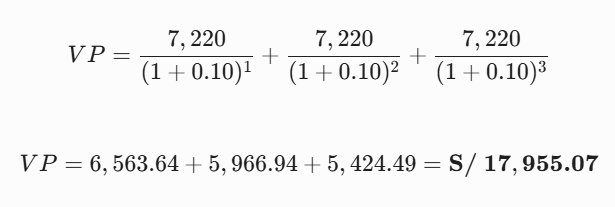 VP = 7,220/(1 + 0.10)¹ + 7,220/(1 + 0.10)² + 7,220/(1 + 0.10)³
VP = 6,563.64 + 5,966.94 + 5,424.49 = S/ 17,955.07